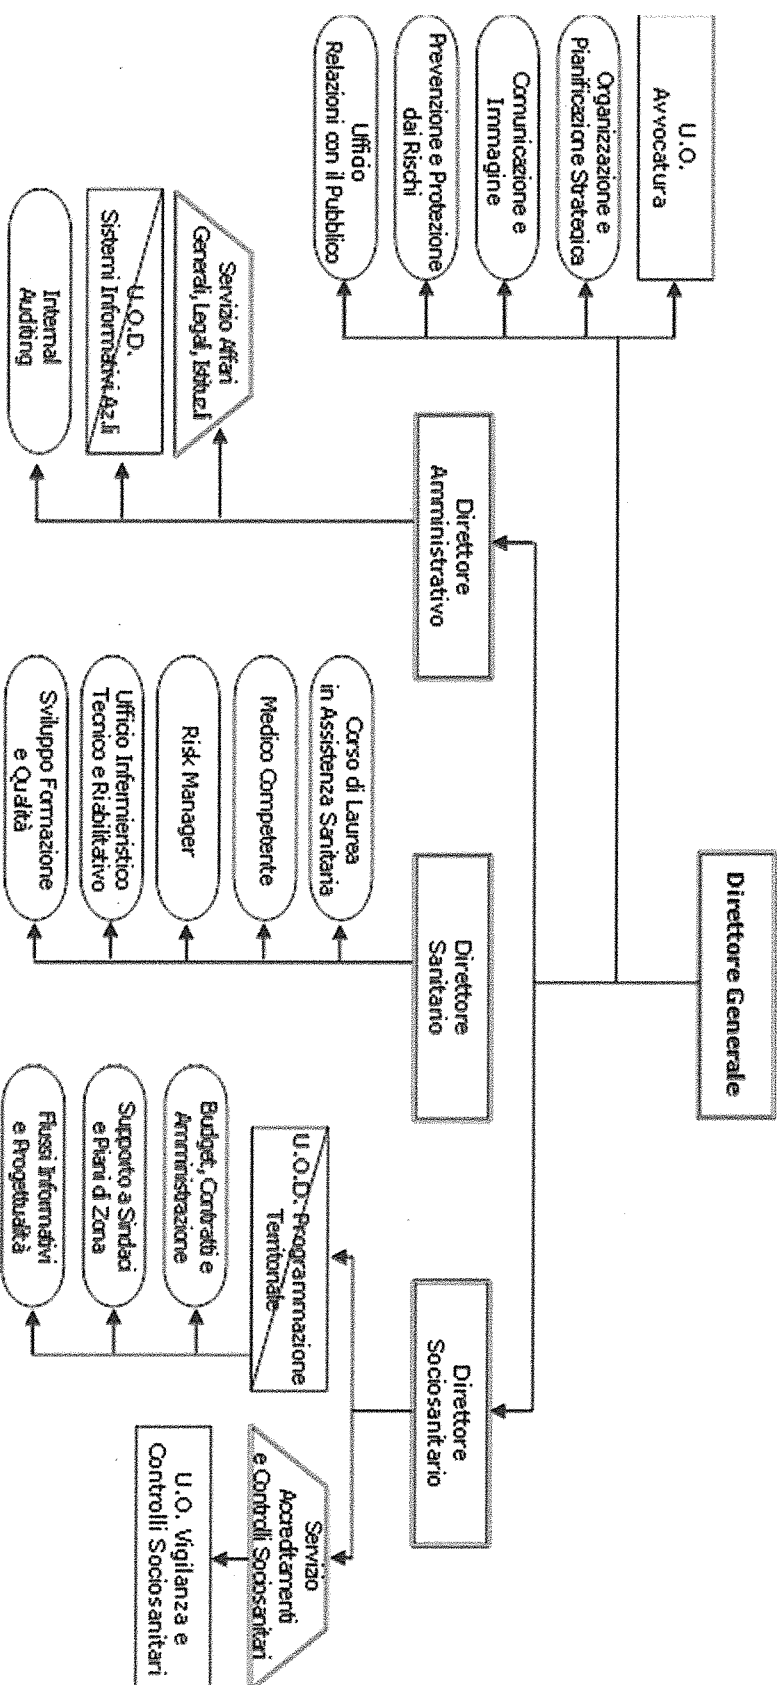 Direttore Generale
U.O.
Avvocatura
Organizzazione e
Pianificazione Strategica
Comunicazione e
Immagine
Prevenzione e Protezione
dai Rischi
Ufficio
Relazioni con il Pubblico
Direttore
Amministrativo
Servizio Affari
Generali, Legal, Istituz.li
U.O.D.
Sistemi Informativi Az.li
Internal
Auditing
Direttore
Sanitario
Corso di Laurea
in Assistenza Sanitaria
Medico Competente
Risk Manager
Ufficio Infermieristico
Tecnico e Riabilitativo
Sviluppo Formazione
e Qualità
Direttore
Sociosanitario
U.O.D. Programmazione
Territoriale
Budget, Contratti e
Amministrazione
Supporto a Sindaci
e Piani di Zona
Flussi Informativi
e Progettualità
Servizio
Accreditamenti
e Controlli Sociosanitari
U.O. Vigilanza e
Controlli Sociosanitari